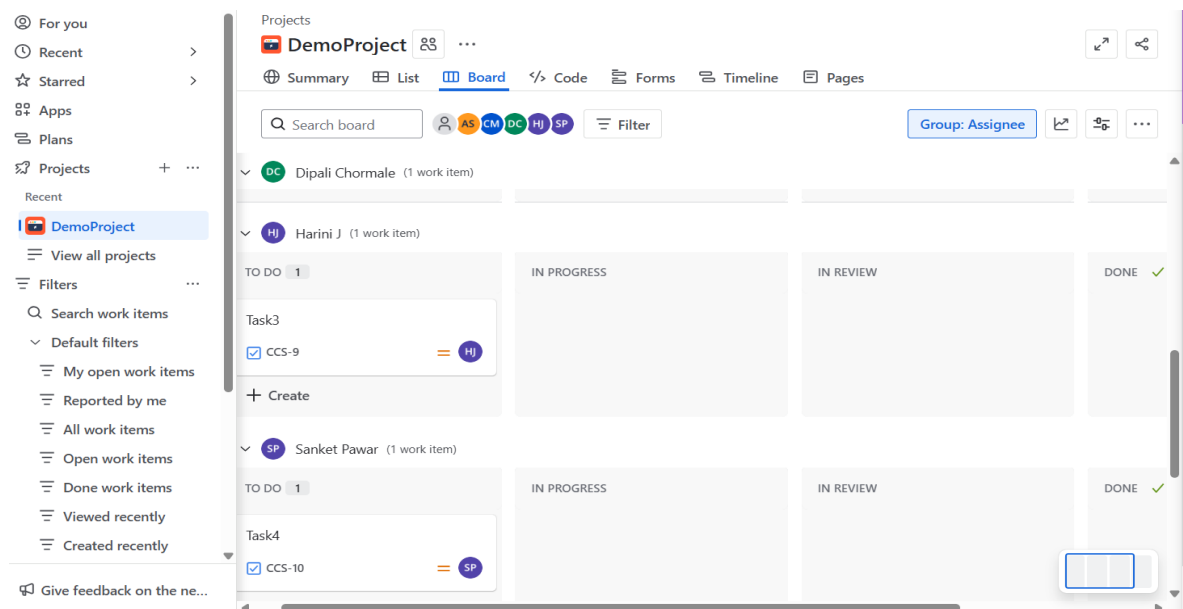 For you
Recent
Starred
Apps
Plans
Projects
Recent
DemoProject
View all projects
Filters
Search work items
Default filters
My open work items
Reported by me
All work items
Open work items
Done work items
Viewed recently
Created recently
Give feedback on the ne...
Projects
DemoProject
Summary List Board Code Forms Timeline Pages
Search board AS CM DC HJ SP Filter Group: Assignee
DC Dipali Chormale (1 work item)
HJ Harini J (1 work item)
TO DO 1 IN PROGRESS IN REVIEW DONE
Task3
CCS-9 HJ
Create
SP Sanket Pawar (1 work item)
TO DO 1 IN PROGRESS IN REVIEW DONE
Task4
CCS-10 SP